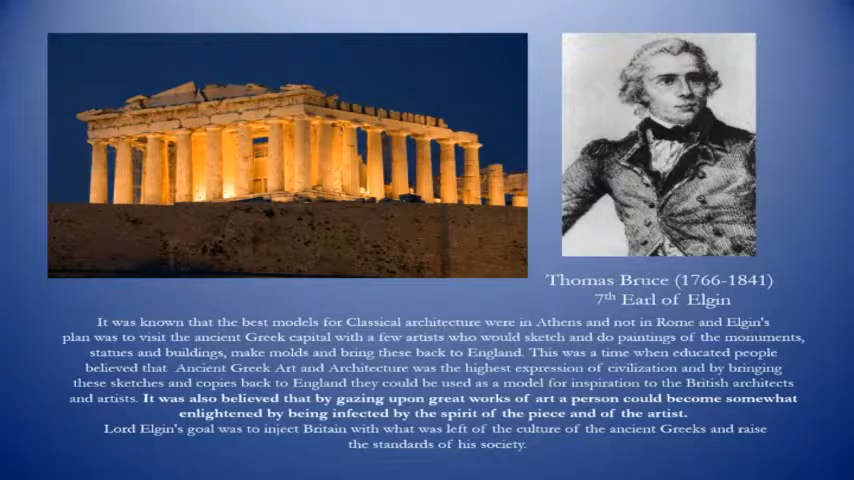 Thomas Bruce (1766-1841)
7th Earl of Elgin
It was known that the best models for Classical architecture were in Athens and not in Rome and Elgin's
plan was to visit the ancient Greek capital with a few artists who would sketch and do paintings of the monuments,
statues and buildings, make molds and bring these back to England. This was a time when educated people
believed that Ancient Greek Art and Architecture was the highest expression of civilization and by bringing
these sketches and copies back to England they could be used as a model for inspiration to the British architects
and artists. It was also believed that by gazing upon great works of art a person could become somewhat
enlightened by being infected by the spirit of the piece and of the artist.
Lord Elgin's goal was to inject Britain with what was left of the culture of the ancient Greeks and raise
the standards of his society.